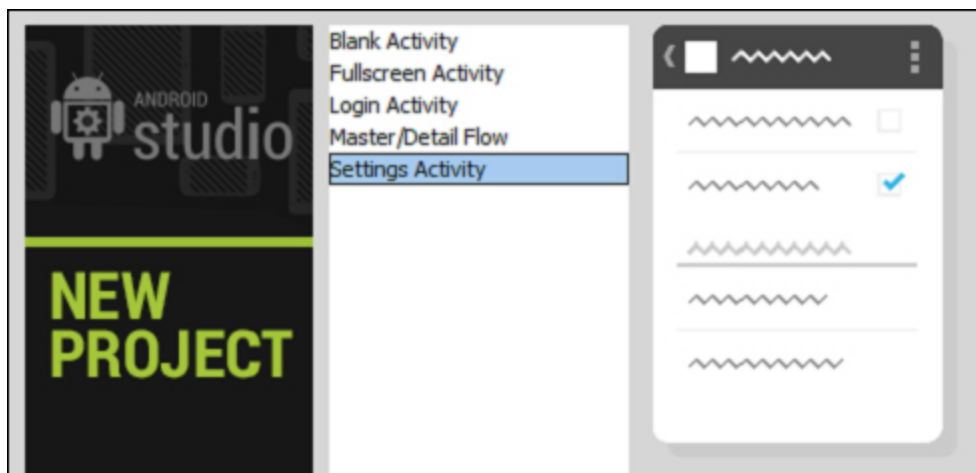 ANDROID
studio
NEW
PROJECT
Blank Activity
Fullscreen Activity
Login Activity
Master/Detail Flow
Settings Activity